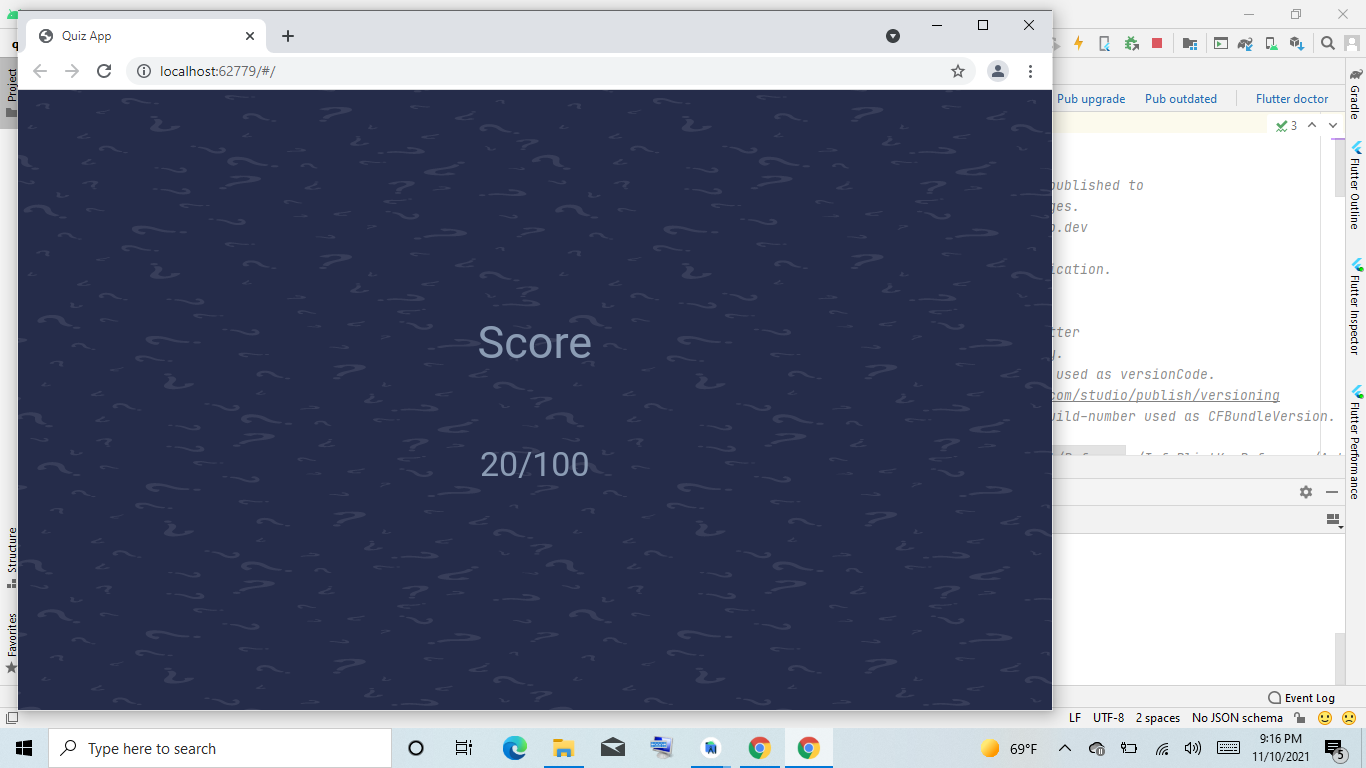 Quiz App
localhost:62779/#/
Score
20/100
q
Project
Structure
Favorites
Pub upgrade
Pub outdated
Flutter doctor
3
published to
.dev
ication.
used as versionCode.
com/studio/publish/versioning
uild-number used as CFBundleVersion.
Gradle
Flutter Outline
Flutter Inspector
Flutter Performance
Event Log
LF
UTF-8
2 spaces
No JSON schema
Type here to search
69°F
9:16 PM
11/10/2021
5